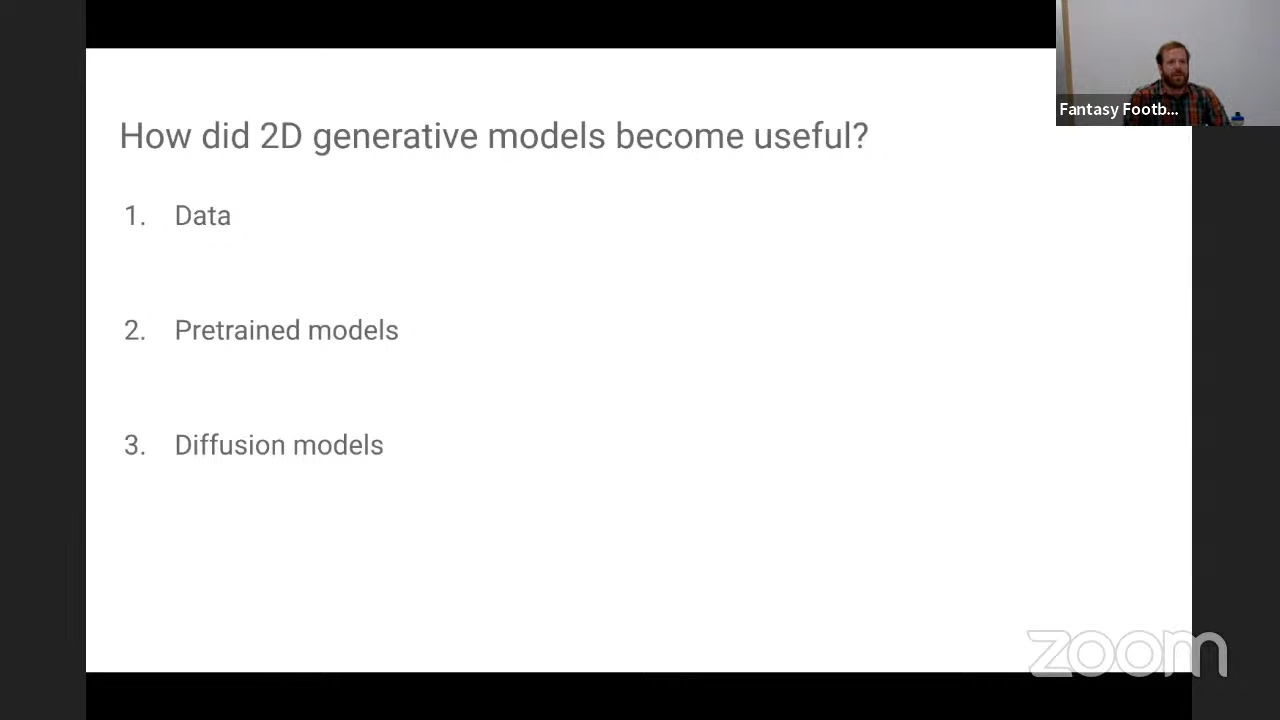 How did 2D generative models become useful?
1. Data
2. Pretrained models
3. Diffusion models
Fantasy Footb...
zoom